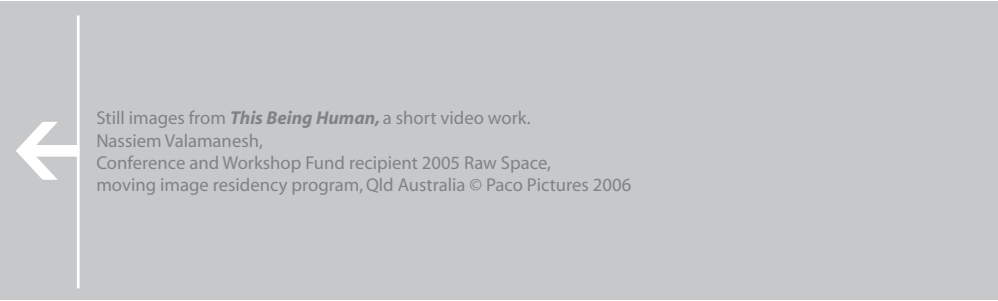 Still images from This Being Human, a short video work.
Nassiem Valamanesh,
Conference and Workshop Fund recipient 2005 Raw Space,
moving image residency program, Qld Australia © Paco Pictures 2006